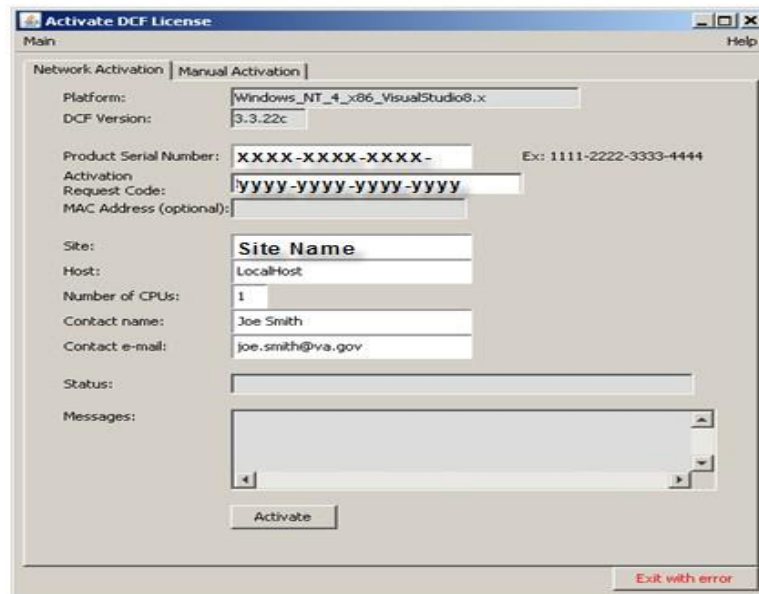 Activate DCF License
Main Help
Network Activation Manual Activation
Platform: Windows_NT_4_x86_VisualStudio8.x
DCF Version: 3.3.22c
Product Serial Number: XXXX-XXXX-XXXX- Ex: 1111-2222-3333-4444
Activation
Request Code: yyyy-yyyy-yyyy-yyyy
MAC Address (optional):
Site: Site Name
Host: LocalHost
Number of CPUs: 1
Contact name: Joe Smith
Contact e-mail: joe.smith@va.gov
Status:
Messages:
Activate
Exit with error